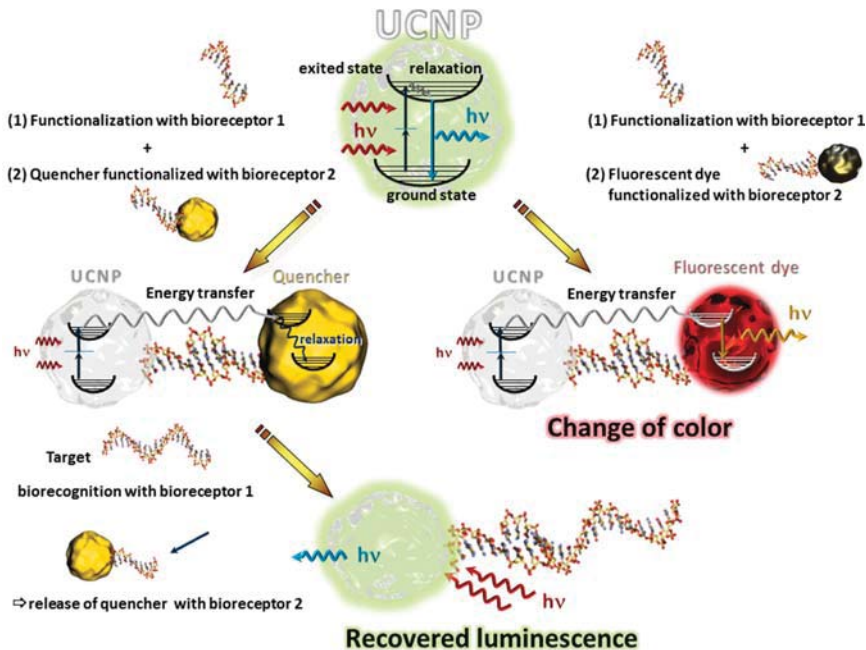 UCNP
exited state relaxation
hν
hν
hν
ground state
(1) Functionalization with bioreceptor 1
+
(2) Quencher functionalized with bioreceptor 2
(1) Functionalization with bioreceptor 1
+
(2) Fluorescent dye
functionalized with bioreceptor 2
UCNP
Quencher
Energy transfer
relaxation
hν
UCNP
Fluorescent dye
Energy transfer
hν
hν
Change of color
Target
biorecognition with bioreceptor 1
⇨release of quencher with bioreceptor 2
hν
hν
Recovered luminescence